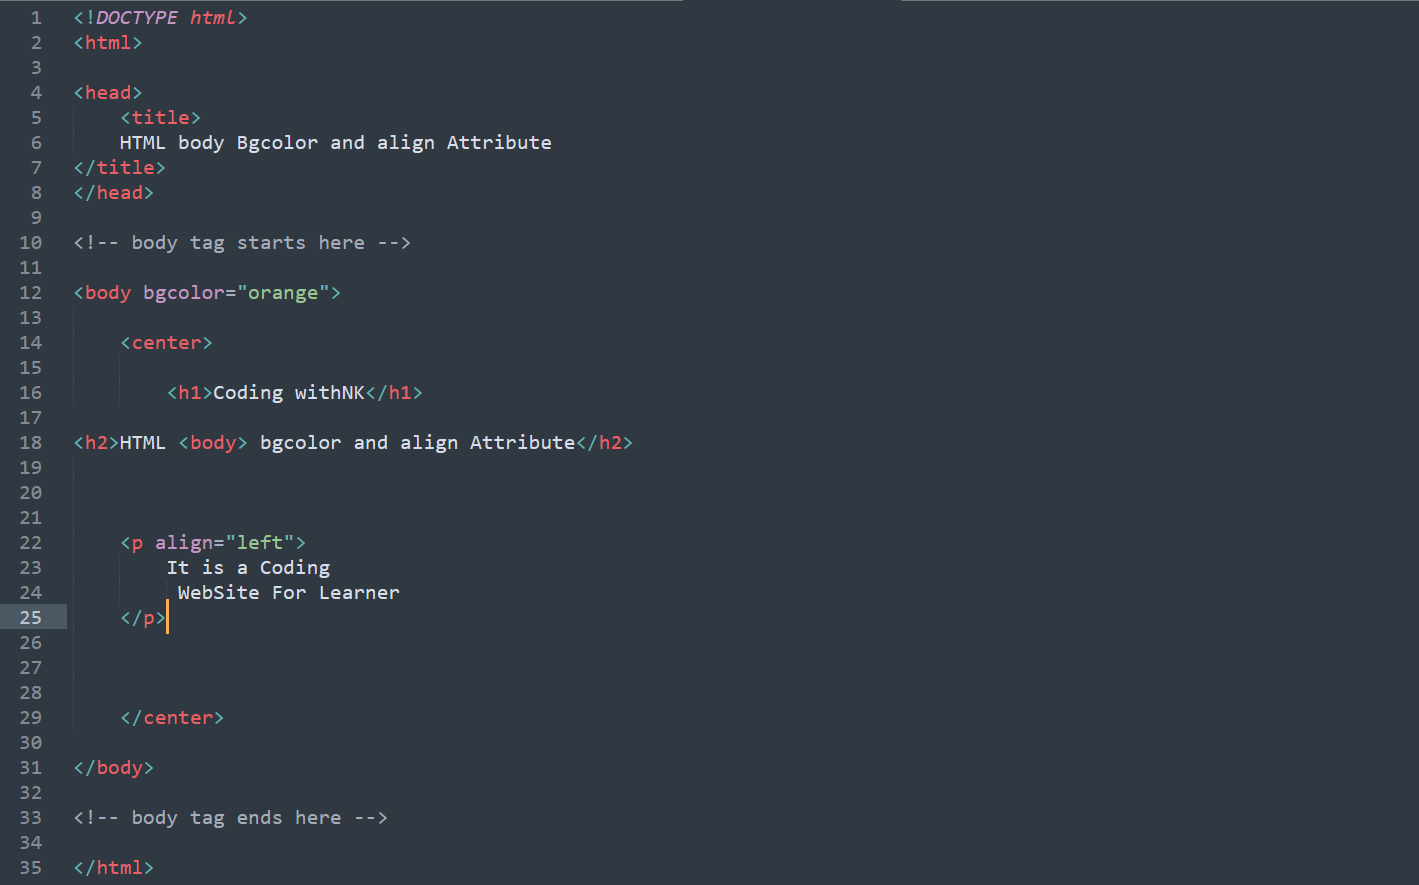 1 <!DOCTYPE html>
2 <html>
3
4 <head>
5     <title>
6     HTML body Bgcolor and align Attribute
7 </title>
8 </head>
9
10 <!-- body tag starts here -->
11
12 <body bgcolor="orange">
13
14     <center>
15
16         <h1>Coding withNK</h1>
17
18 <h2>HTML <body> bgcolor and align Attribute</h2>
19
20
21
22     <p align="left">
23         It is a Coding
24          WebSite For Learner
25     </p>
26
27
28
29     </center>
30
31 </body>
32
33 <!-- body tag ends here -->
34
35 </html>